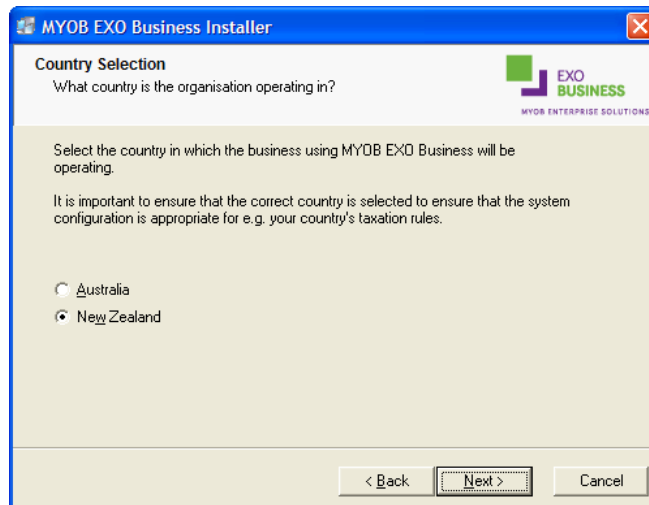 MYOB EXO Business Installer
Country Selection
What country is the organisation operating in?
EXO
BUSINESS
MYOB ENTERPRISE SOLUTIONS
Select the country in which the business using MYOB EXO Business will be
operating.
It is important to ensure that the correct country is selected to ensure that the system
configuration is appropriate for e.g. your country's taxation rules.
Australia
New Zealand
< Back Next > Cancel